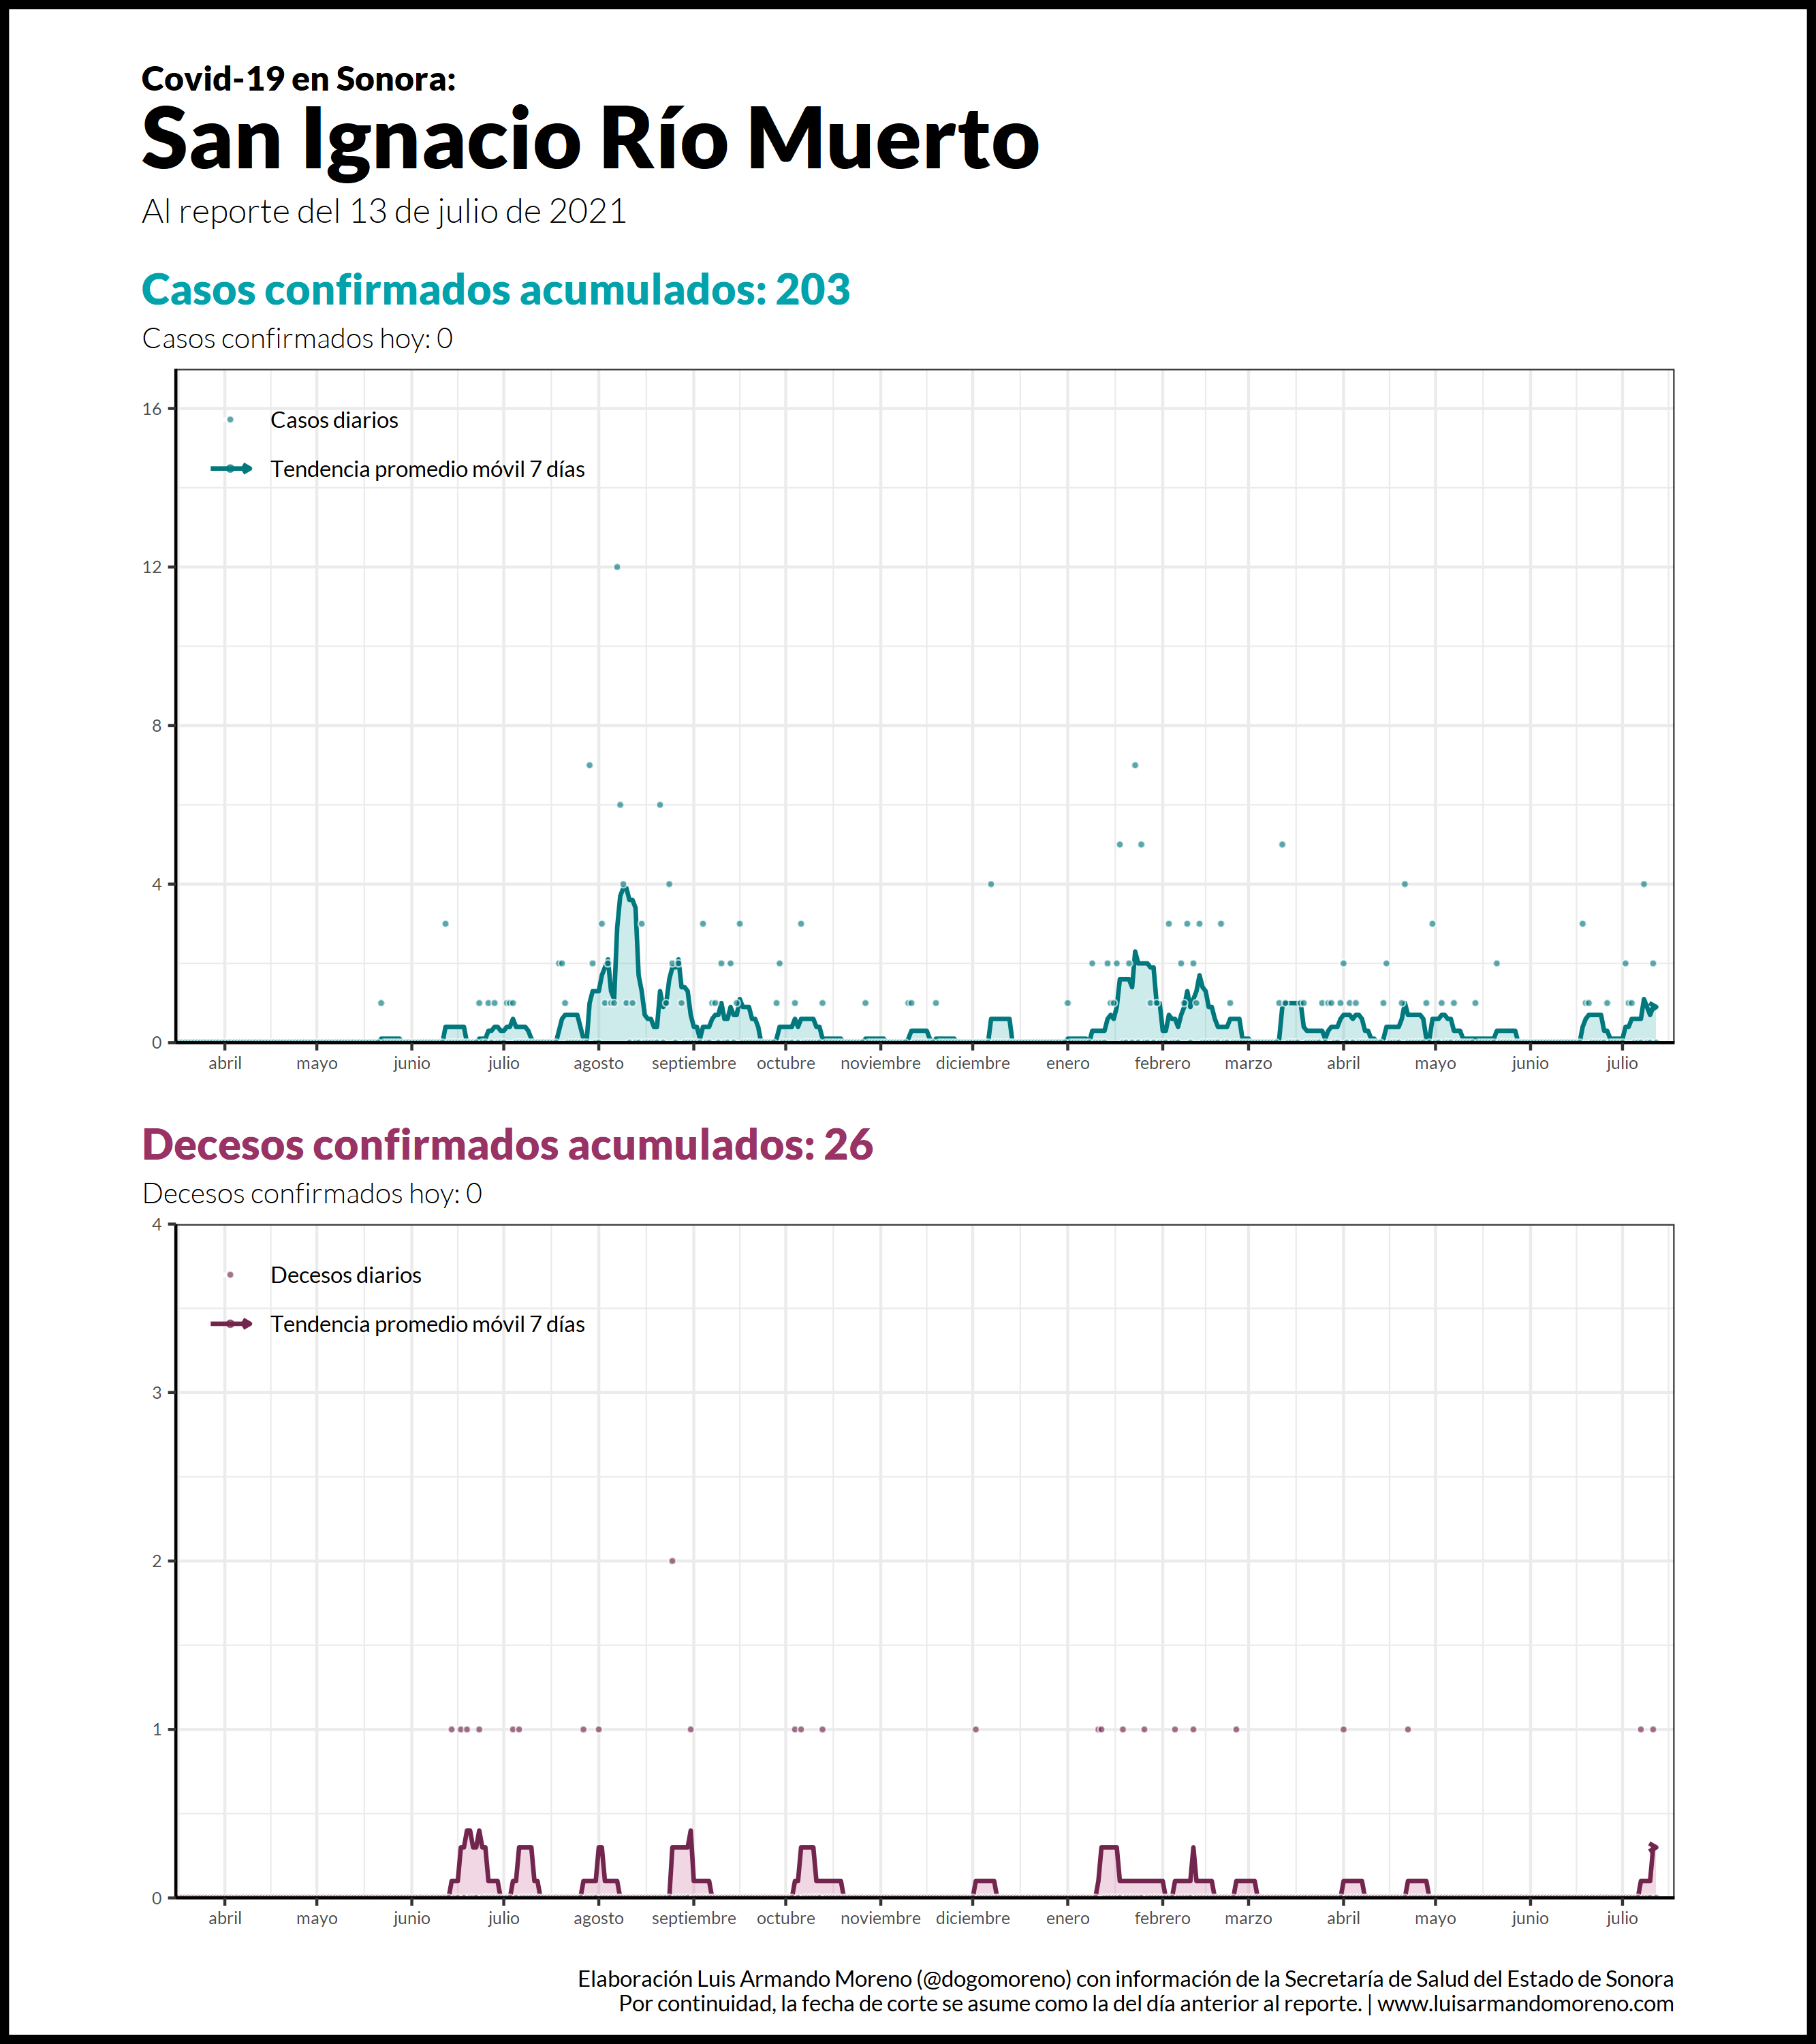 Covid-19 en Sonora:
San Ignacio Río Muerto
Al reporte del 13 de julio de 2021
Casos confirmados acumulados: 203
Casos confirmados hoy: 0
16
12
8
4
0
Casos diarios
Tendencia promedio móvil 7 días
abril mayo junio julio agosto septiembre octubre noviembre diciembre enero febrero marzo abril mayo junio julio
Decesos confirmados acumulados: 26
Decesos confirmados hoy: 0
4
3
2
1
0
Decesos diarios
Tendencia promedio móvil 7 días
abril mayo junio julio agosto septiembre octubre noviembre diciembre enero febrero marzo abril mayo junio julio
Elaboración Luis Armando Moreno (@dogomoreno) con información de la Secretaría de Salud del Estado de Sonora
Por continuidad, la fecha de corte se asume como la del día anterior al reporte. | www.luisarmandomoreno.com